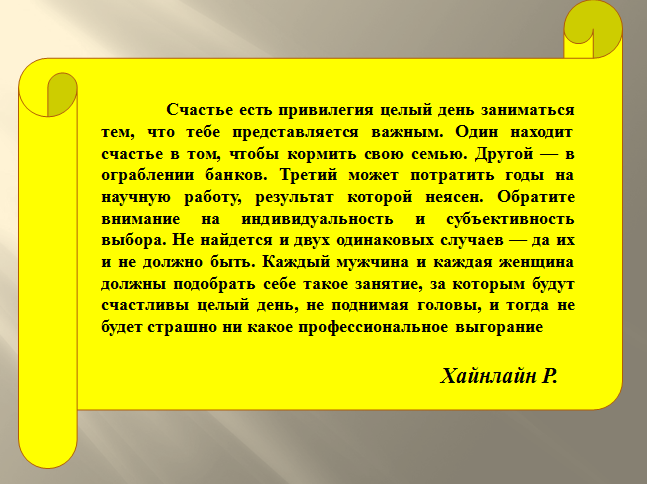 Счастье есть привилегия целый день заниматься
тем, что тебе представляется важным. Один находит
счастье в том, чтобы кормить свою семью. Другой — в
ограблении банков. Третий может потратить годы на
научную работу, результат которой неясен. Обратите
внимание на индивидуальность и субъективность
выбора. Не найдется и двух одинаковых случаев — да их
и не должно быть. Каждый мужчина и каждая женщина
должны подобрать себе такое занятие, за которым будут
счастливы целый день, не поднимая головы, и тогда не
будет страшно ни какое профессиональное выгорание
Хайнлайн Р.